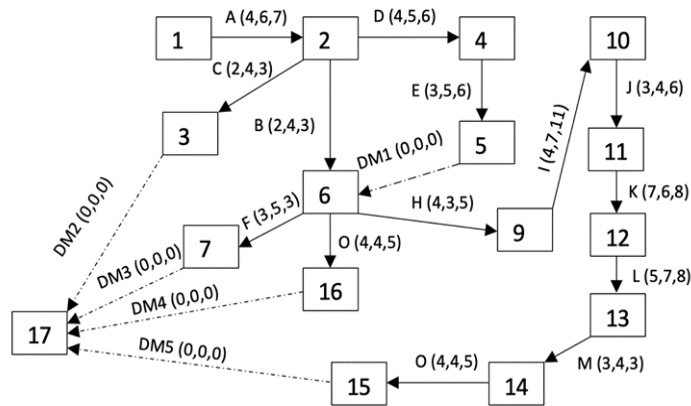 A (4,6,7)
D (4,5,6)
1
2
4
10
C (2,4,3)
E (3,5,6)
J (3,4,6)
3
B (2,4,3)
DM1 (0,0,0)
5
I (4,7,11)
11
6
K (7,6,8)
DM2 (0,0,0)
F (3,5,3)
H (4,3,5)
9
12
7
O (4,4,5)
DM3 (0,0,0)
L (5,7,8)
DM4 (0,0,0)
16
13
17
DM5 (0,0,0)
M (3,4,3)
O (4,4,5)
15
14